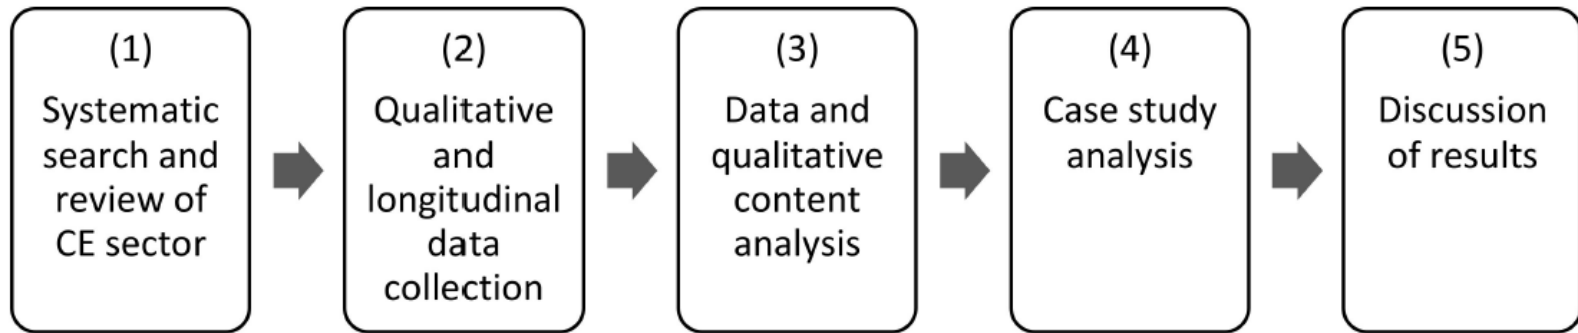 (1)
Systematic
search and
review of
CE sector
(2)
Qualitative
and
longitudinal
data
collection
(3)
Data and
qualitative
content
analysis
(4)
Case study
analysis
(5)
Discussion
of results